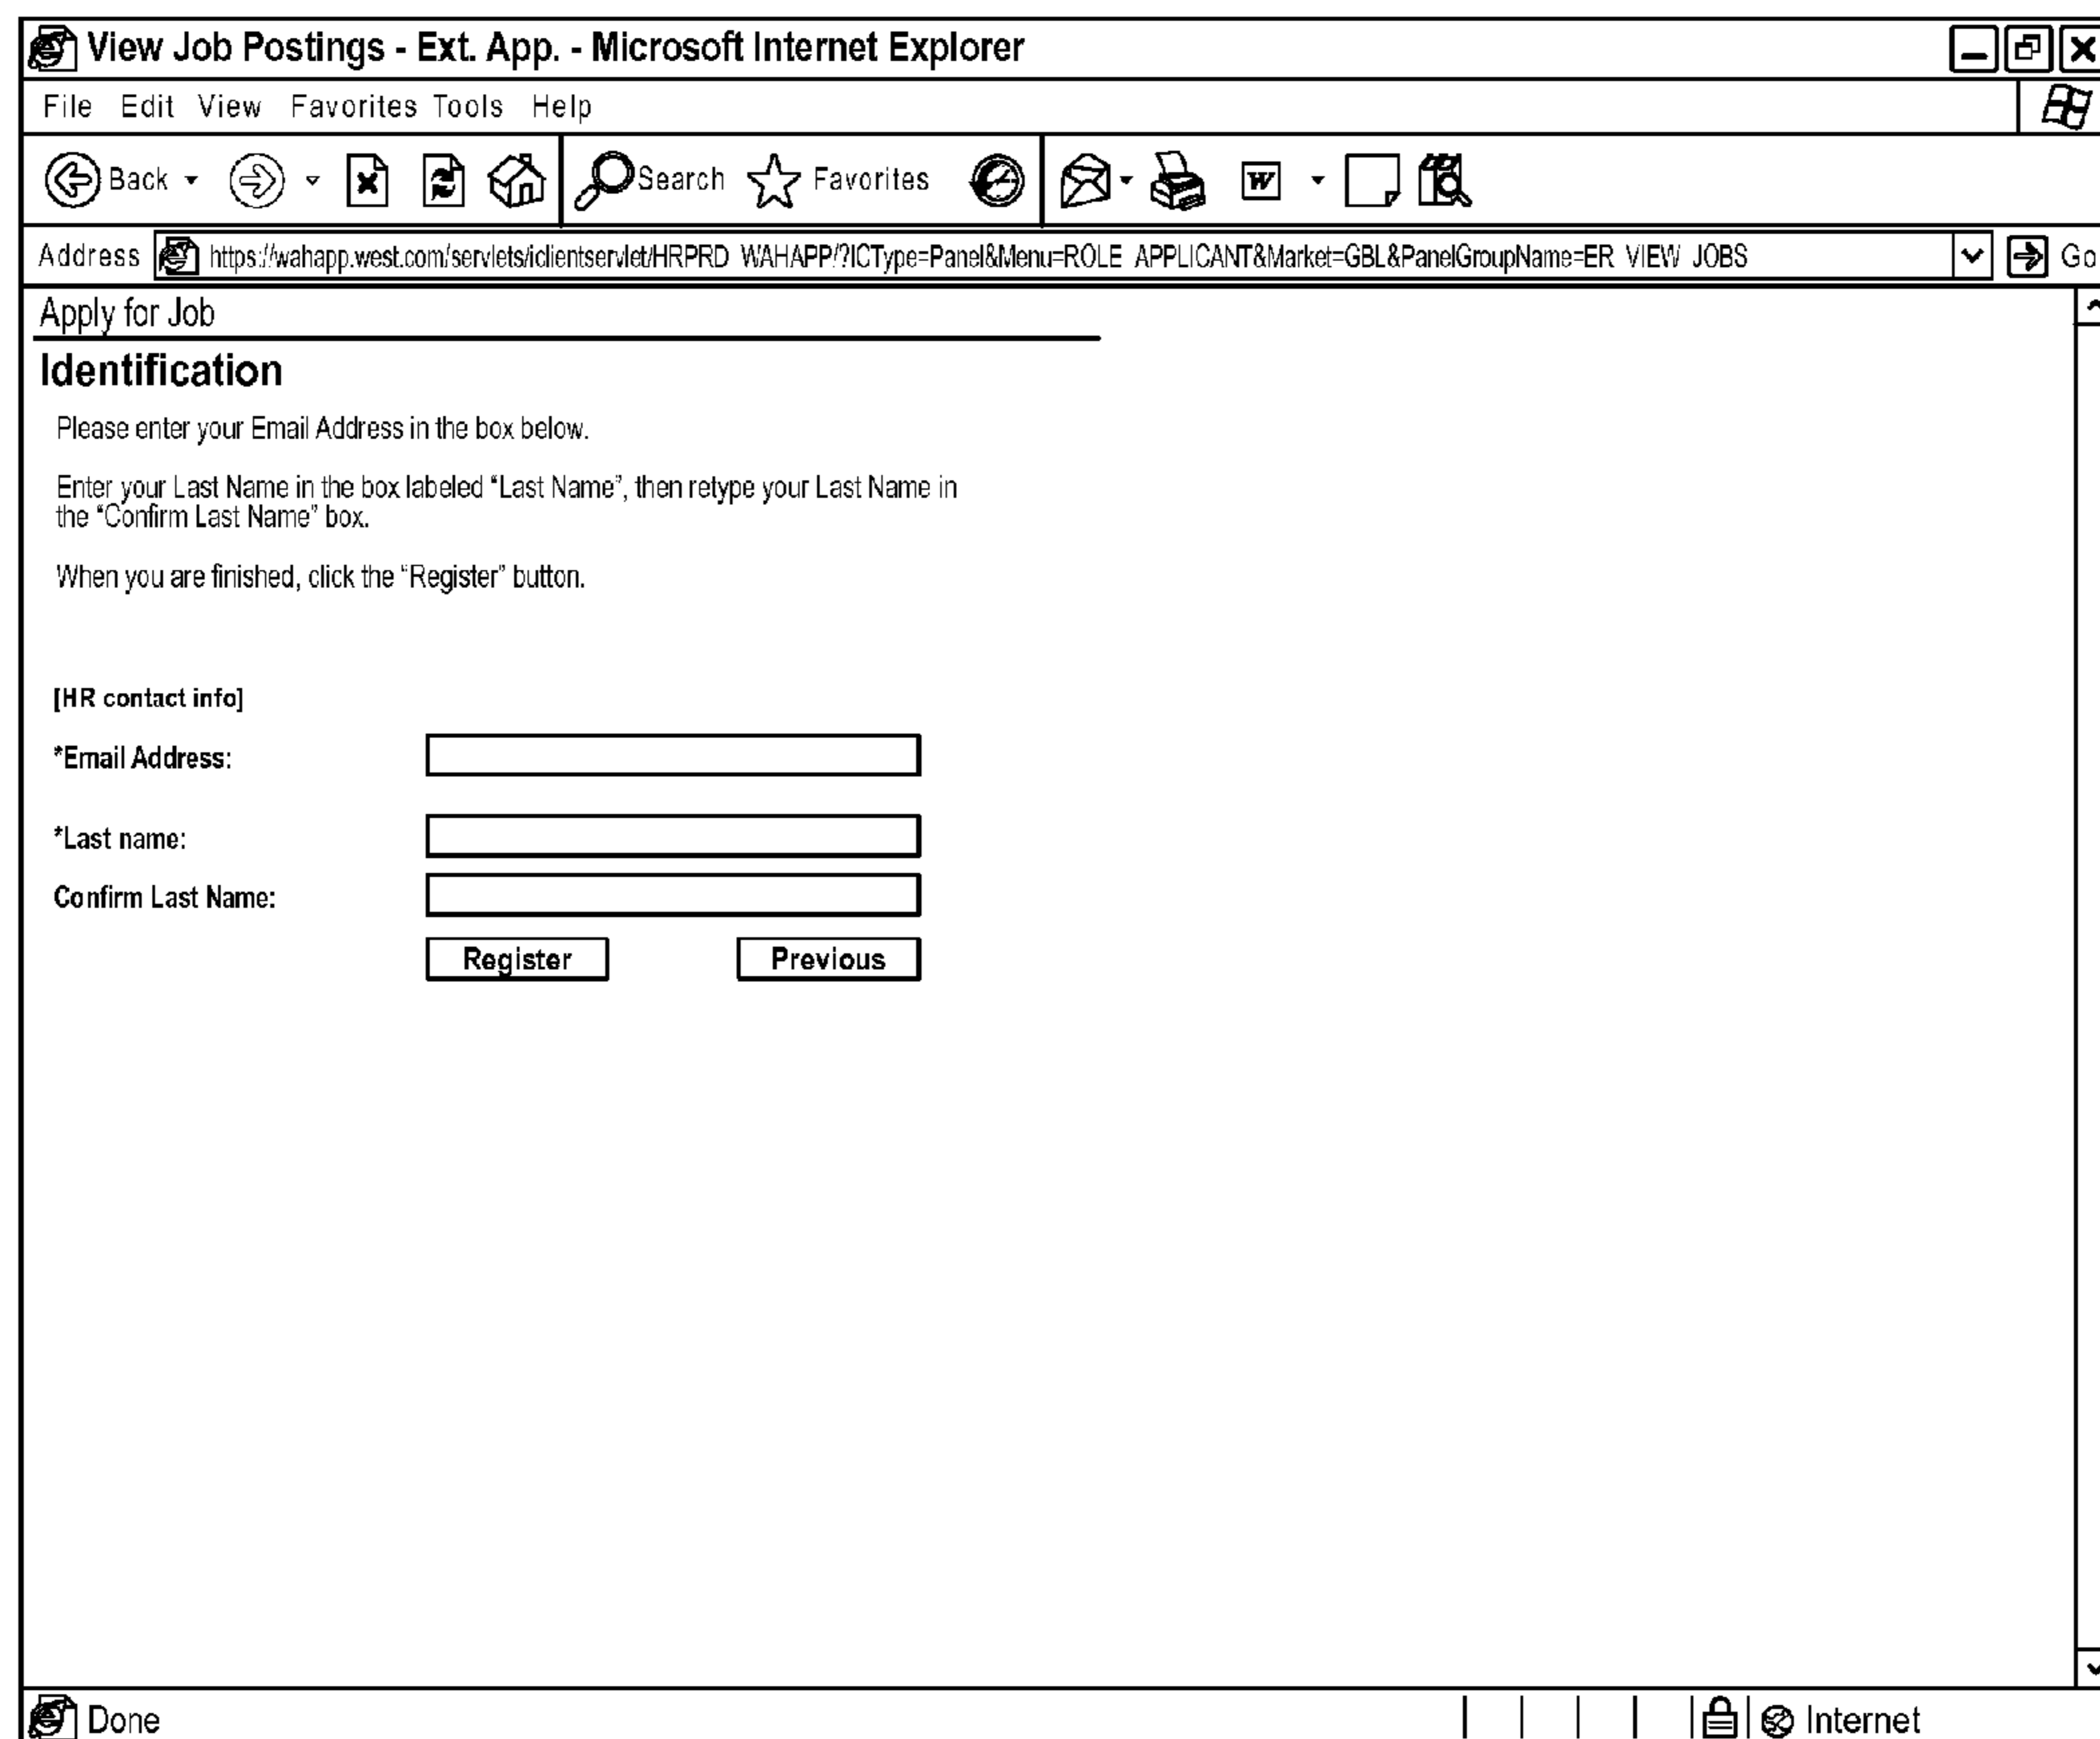 View Job Postings - Ext. App. - Microsoft Internet Explorer
File Edit View Favorites Tools Help
Back Search Favorites W
Address https://wahapp.west.com/servlets/iclientservlet/HRPRD WAHAPP/?ICType=Panel&Menu=ROLE APPLICANT&Market=GBL&PanelGroupName=ER VIEW JOBS Go
Apply for Job
Identification
Please enter your Email Address in the box below.
Enter your Last Name in the box labeled “Last Name”, then retype your Last Name in
the “Confirm Last Name” box.
When you are finished, click the “Register” button.
[HR contact info]
*Email Address:
*Last name:
Confirm Last Name:
Register Previous
Done Internet